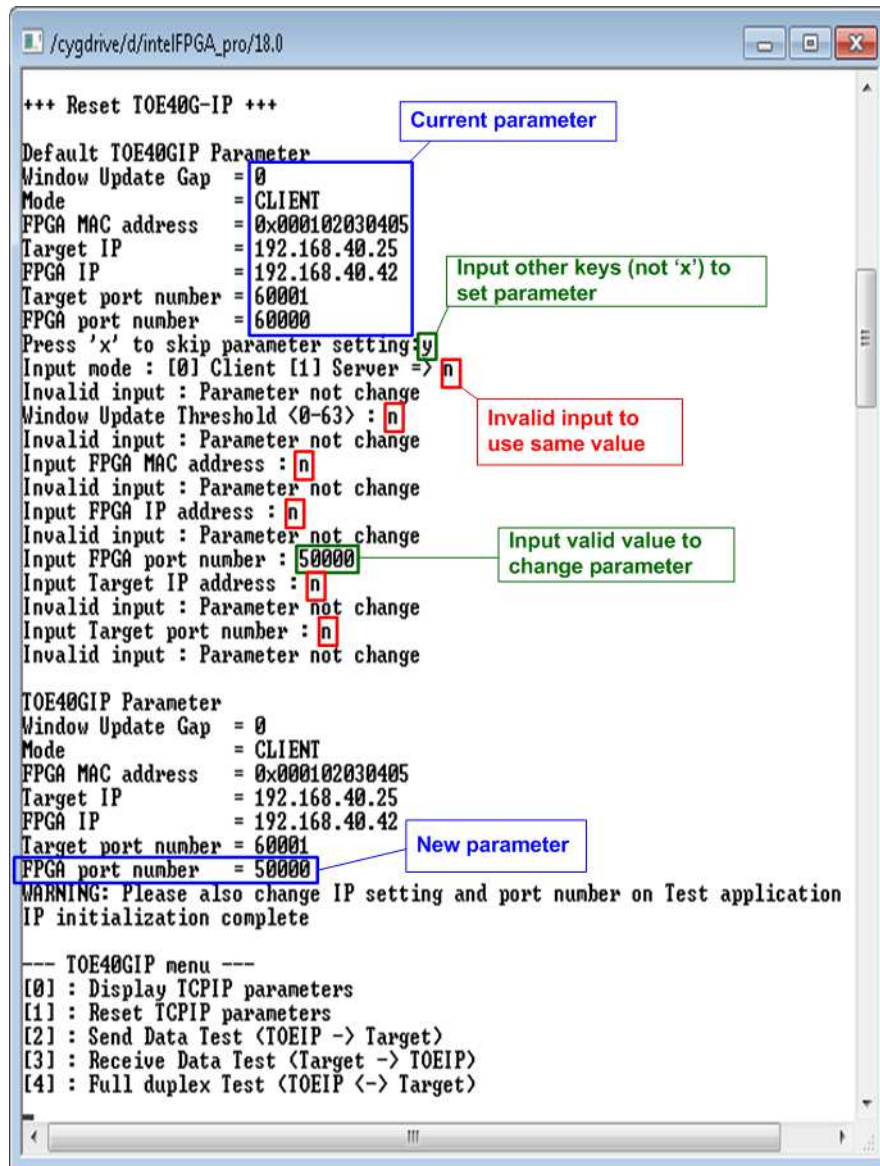 /cygdrive/d/intelFPGA_pro/18.0
+++ Reset TOE40G-IP +++
Current parameter
Default TOE40GIP Parameter
Window Update Gap = 0
Mode = CLIENT
FPGA MAC address = 0x000102030405
Target IP = 192.168.40.25
FPGA IP = 192.168.40.42
Target port number = 60001
FPGA port number = 60000
Input other keys (not ‘x’) to
set parameter
Press 'x' to skip parameter setting:y
Input mode : [0] Client [1] Server => n
Invalid input : Parameter not change
Window Update Threshold <0-63> : n
Invalid input : Parameter not change
Invalid input to
use same value
Input FPGA MAC address : n
Invalid input : Parameter not change
Input FPGA IP address : n
Invalid input : Parameter not change
Input FPGA port number : 50000
Input valid value to
change parameter
Input Target IP address : n
Invalid input : Parameter not change
Input Target port number : n
Invalid input : Parameter not change
TOE40GIP Parameter
Window Update Gap = 0
Mode = CLIENT
FPGA MAC address = 0x000102030405
Target IP = 192.168.40.25
FPGA IP = 192.168.40.42
Target port number = 60001
New parameter
FPGA port number = 50000
WARNING: Please also change IP setting and port number on Test application
IP initialization complete
--- TOE40GIP menu ---
[0] : Display TCPIP parameters
[1] : Reset TCPIP parameters
[2] : Send Data Test <TOEIP -> Target>
[3] : Receive Data Test <Target -> TOEIP>
[4] : Full duplex Test <TOEIP <-> Target>